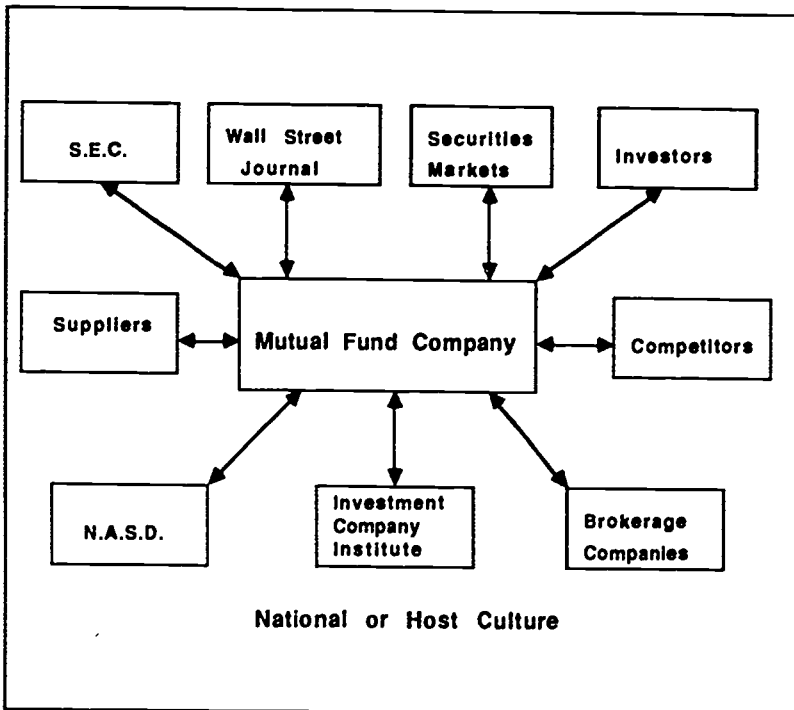 S.E.C.
Wall Street
Journal
Securities
Markets
Investors
Suppliers
Mutual Fund Company
Competitors
N.A.S.D.
Investment
Company
Institute
Brokerage
Companies
National or Host Culture